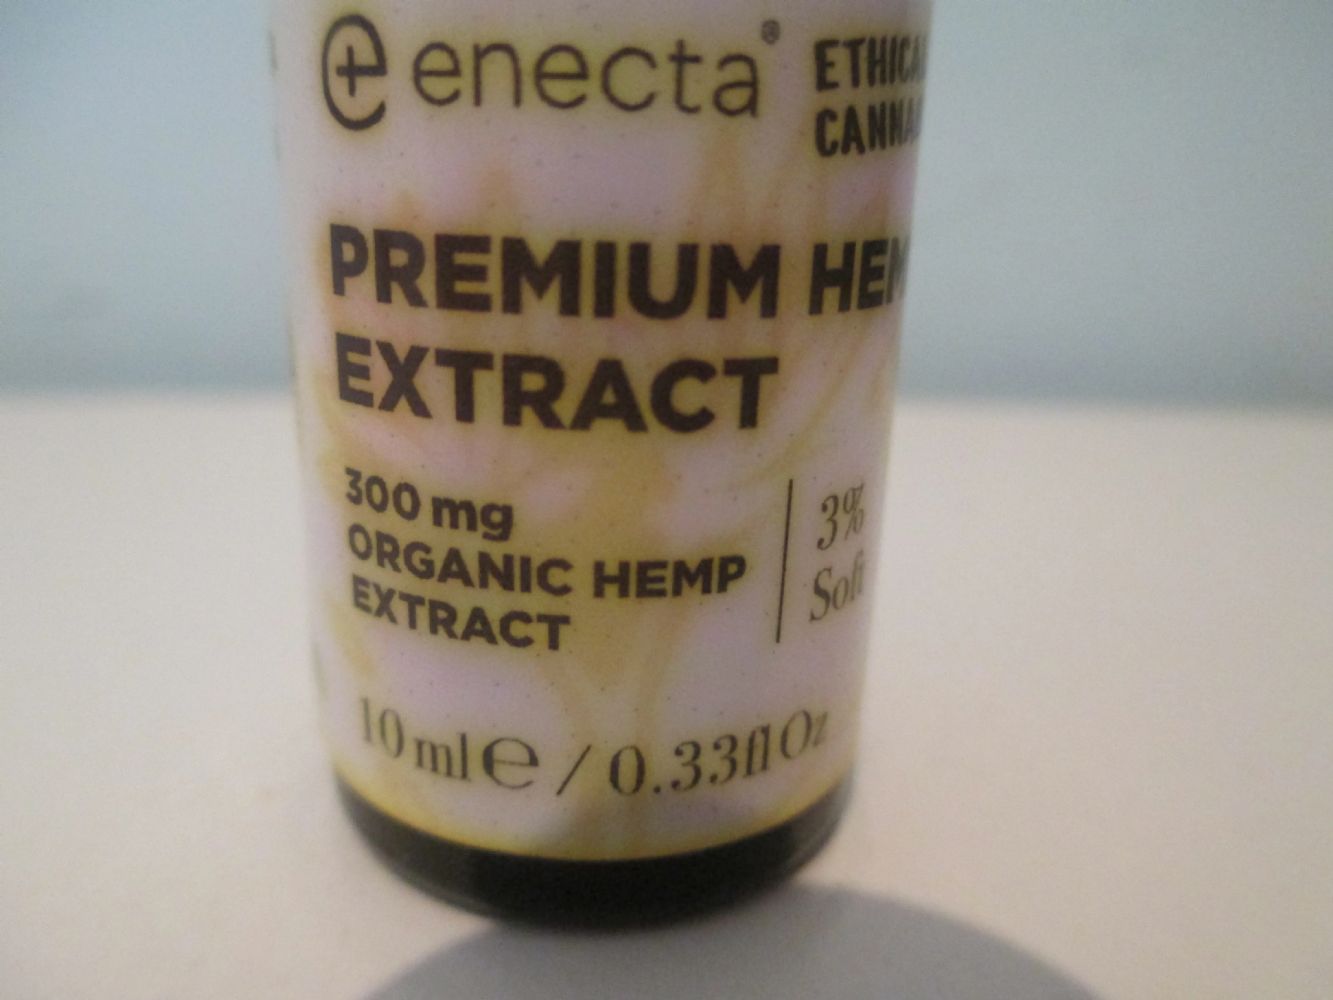 enecta®
ETHICA
CANNA
PREMIUM HEM
EXTRACT
300 mg
ORGANIC HEMP
EXTRACT
3%
Soft
10 ml e / 0.33fl Oz